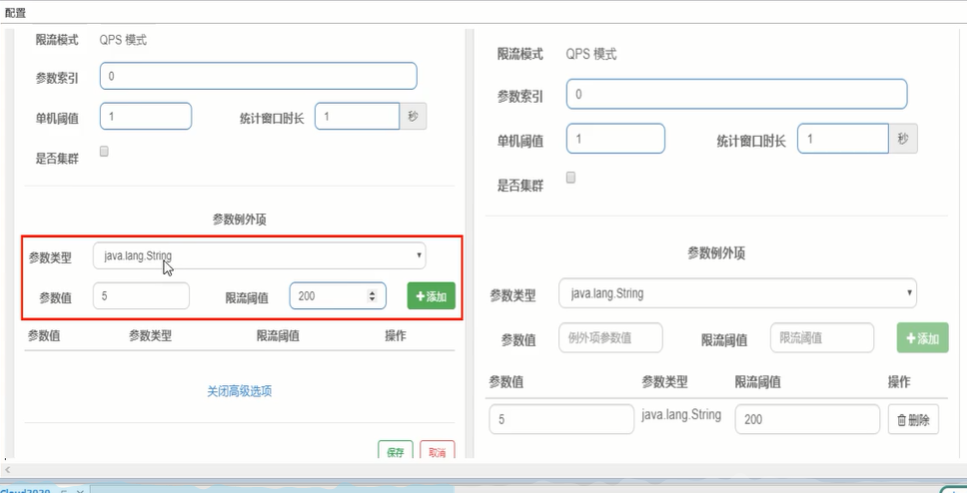 配置
限流模式 QPS 模式
参数索引 0
单机阈值 1 统计窗口时长 1 秒
是否集群
参数例外项
参数类型 java.lang.String
参数值 5 限流阈值 200 +添加
参数值 参数类型 限流阈值 操作
关闭高级选项
保存 取消
限流模式 QPS 模式
参数索引 0
单机阈值 1 统计窗口时长 1 秒
是否集群
参数例外项
参数类型 java.lang.String
参数值 例外项参数值 限流阈值 限流阈值 +添加
参数值 参数类型 限流阈值 操作
5 java.lang.String 200 删除